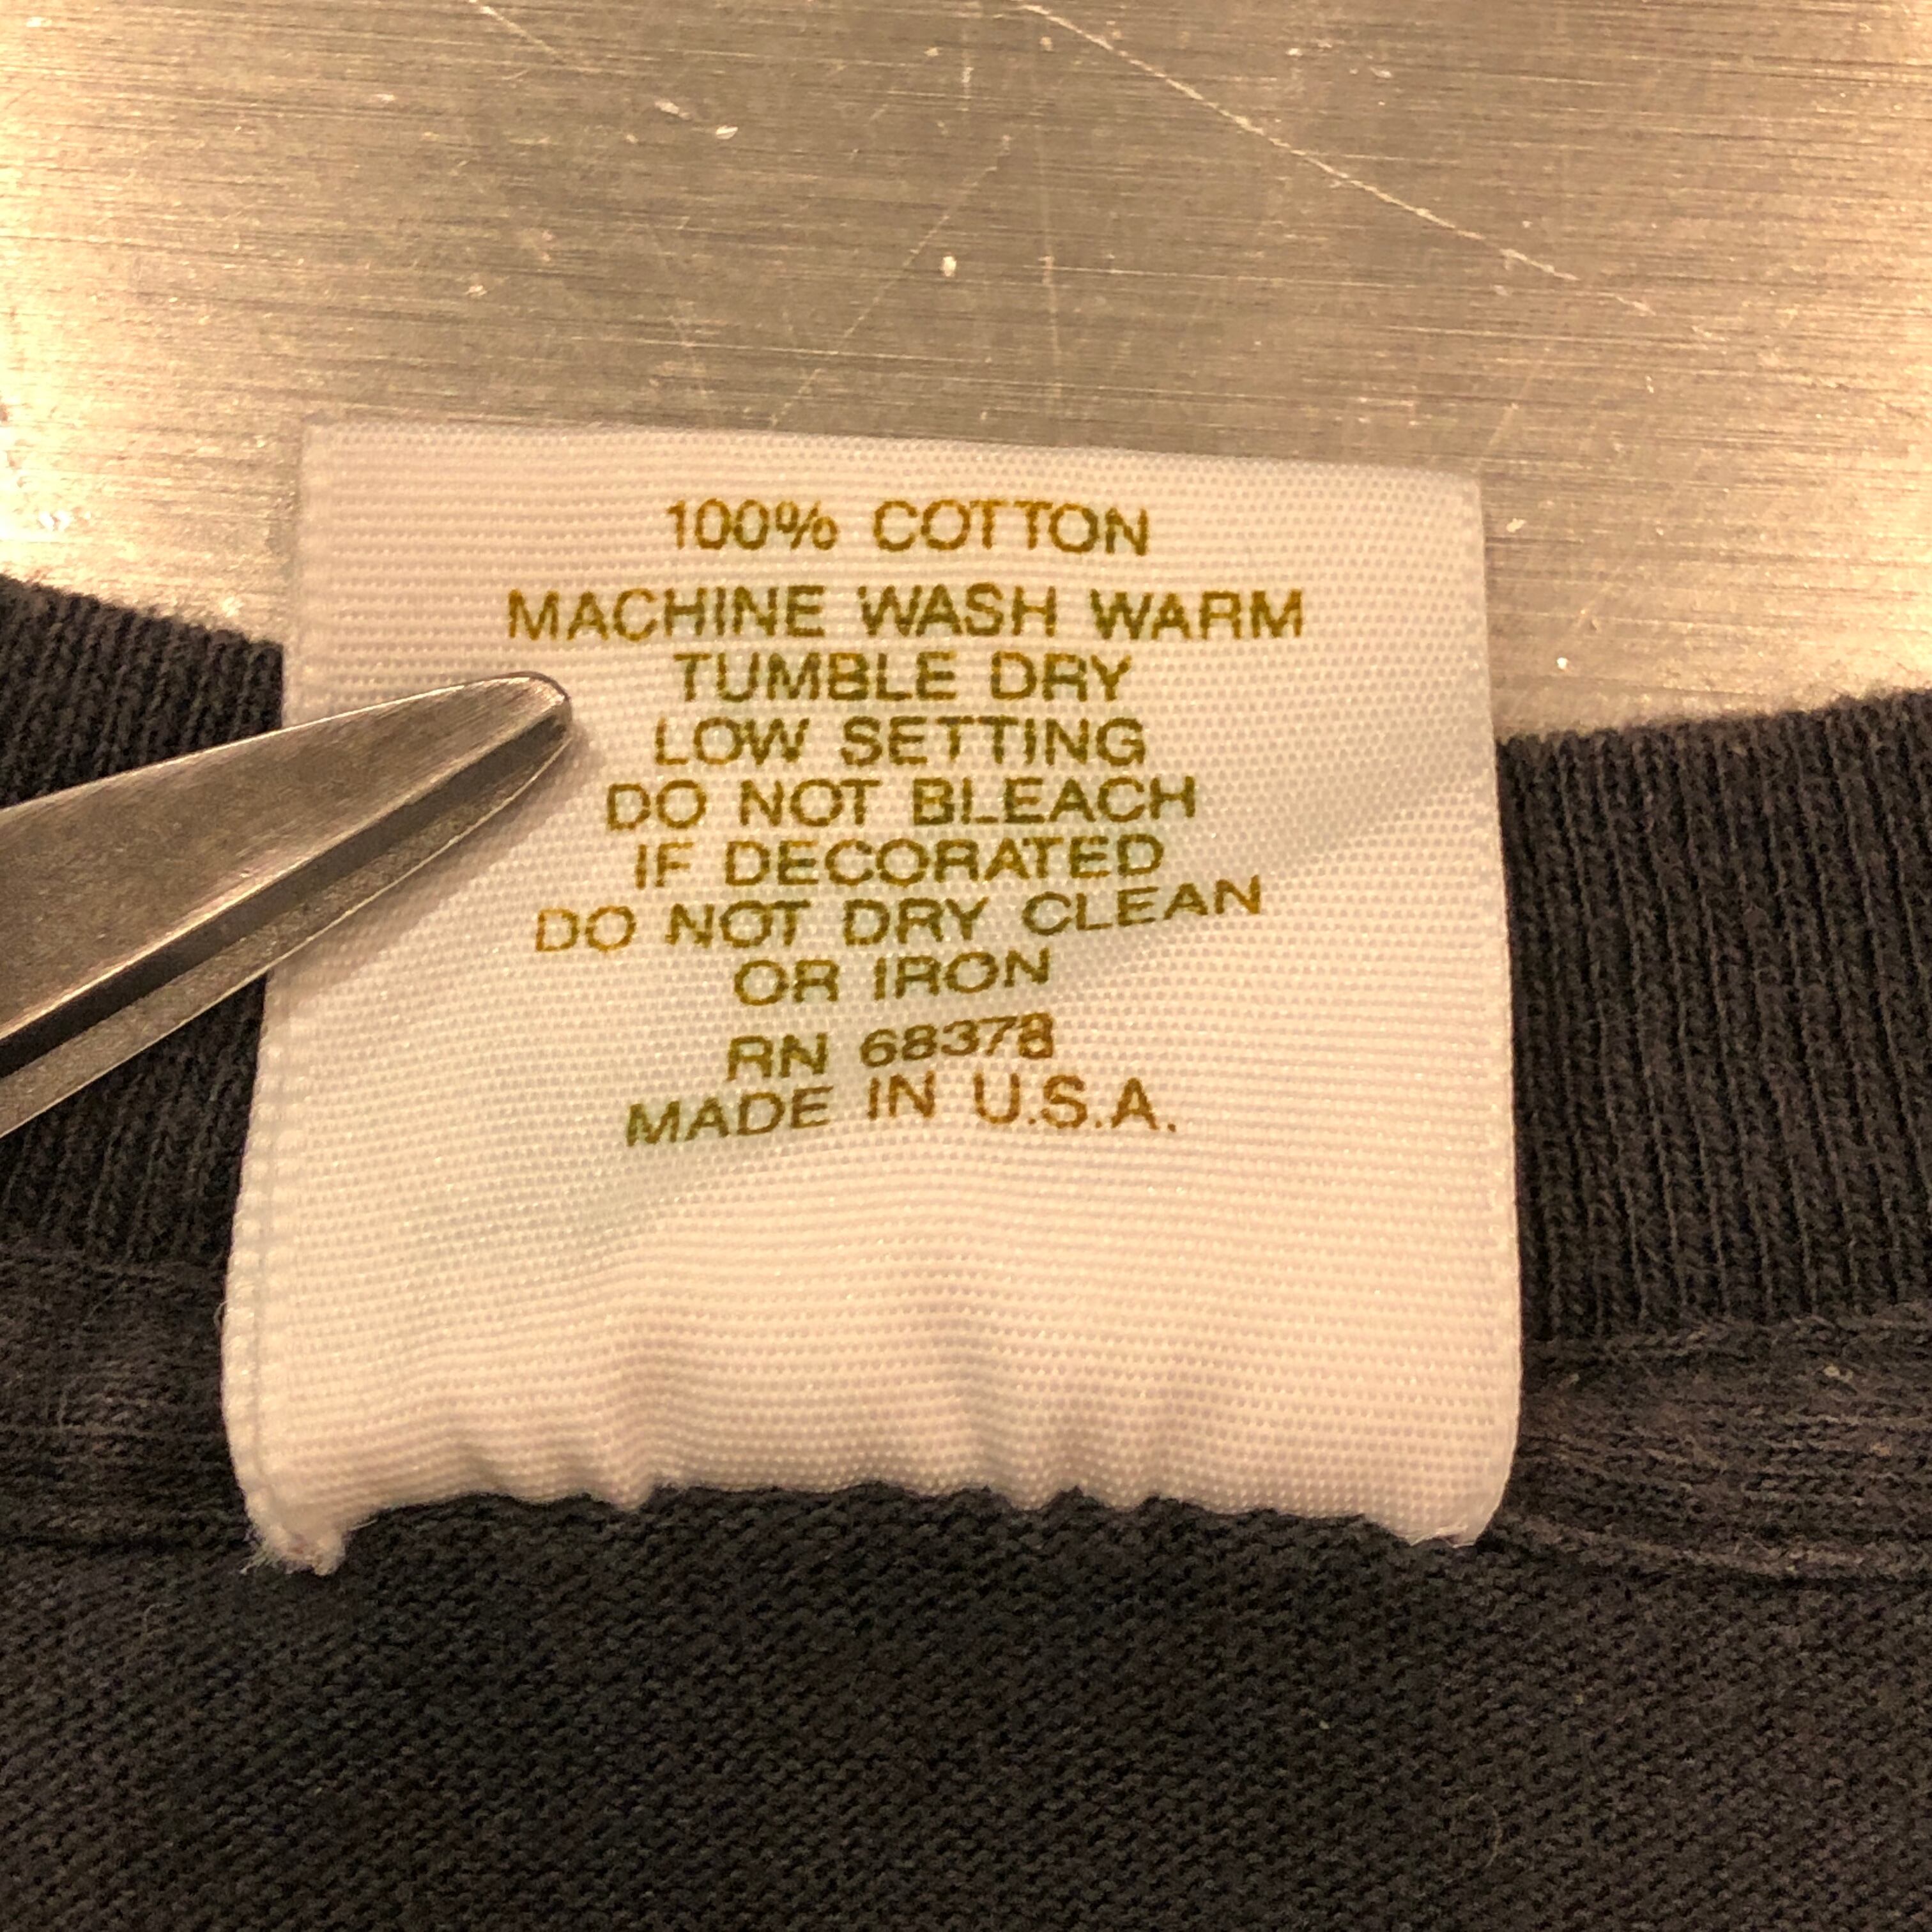 100% COTTON
MACHINE WASH WARM
TUMBLE DRY
LOW SETTING
DO NOT BLEACH
IF DECORATED
DO NOT DRY CLEAN
OR IRON
RN 68378
MADE IN U.S.A.